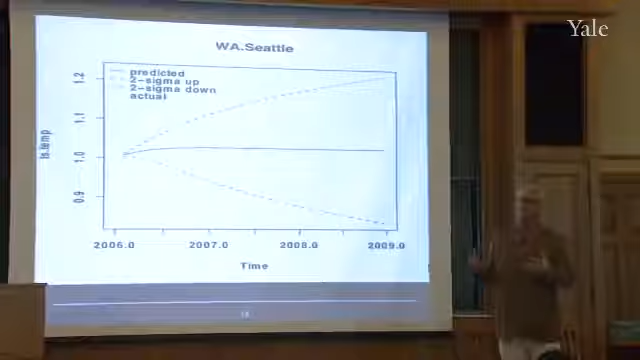 Yale
WA.Seattle
predicted
2-sigma up
2-sigma down
actual
1.2
1.1
1.0
0.9
ts.temp
2006.0
2007.0
2008.0
2009.0
Time